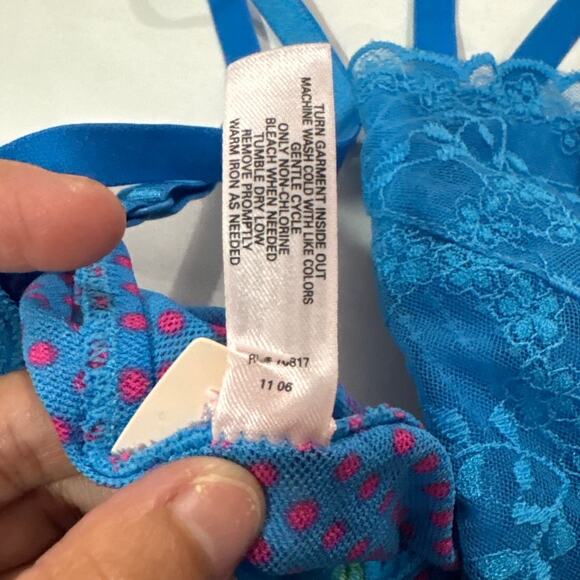 TURN GARMENT INSIDE OUT
MACHINE WASH COLD WITH LIKE COLORS
GENTLE CYCLE
ONLY NON-CHLORINE
BLEACH WHEN NEEDED
TUMBLE DRY LOW
REMOVE PROMPTLY
WARM IRON AS NEEDED
11 06